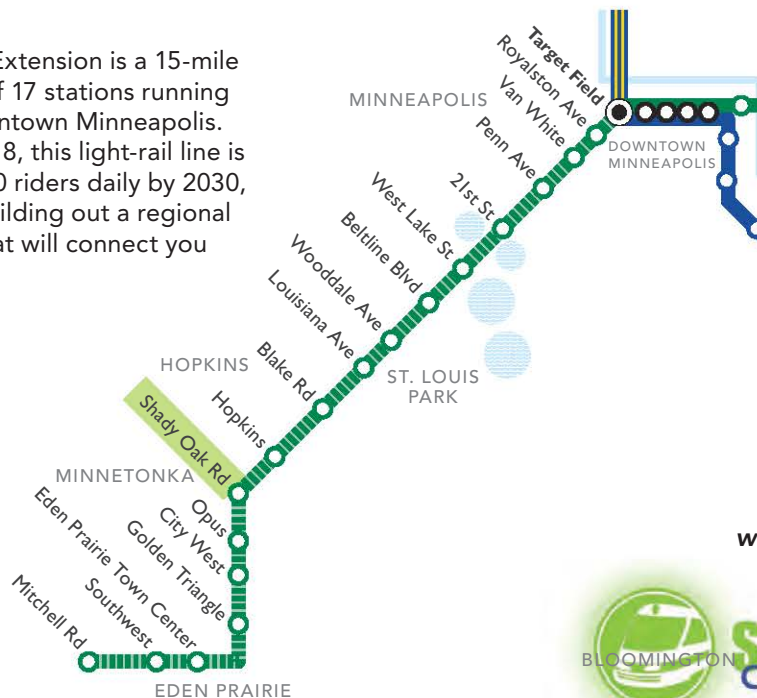 Extension is a 15-mile
f 17 stations running
ntown Minneapolis.
8, this light-rail line is
0 riders daily by 2030,
ilding out a regional
at will connect you
Target Field
Royalston Ave
Van White
Penn Ave
21st St
West Lake St
Beltline Blvd
Wooddale Ave
Louisiana Ave
Blake Rd
Hopkins
Shady Oak Rd
Opus
City West
Golden Triangle
Eden Prairie Town Center
Southwest
Mitchell Rd
MINNEAPOLIS
DOWNTOWN
MINNEAPOLIS
HOPKINS
ST. LOUIS
PARK
MINNETONKA
EDEN PRAIRIE
w
BLOOMINGTON
S